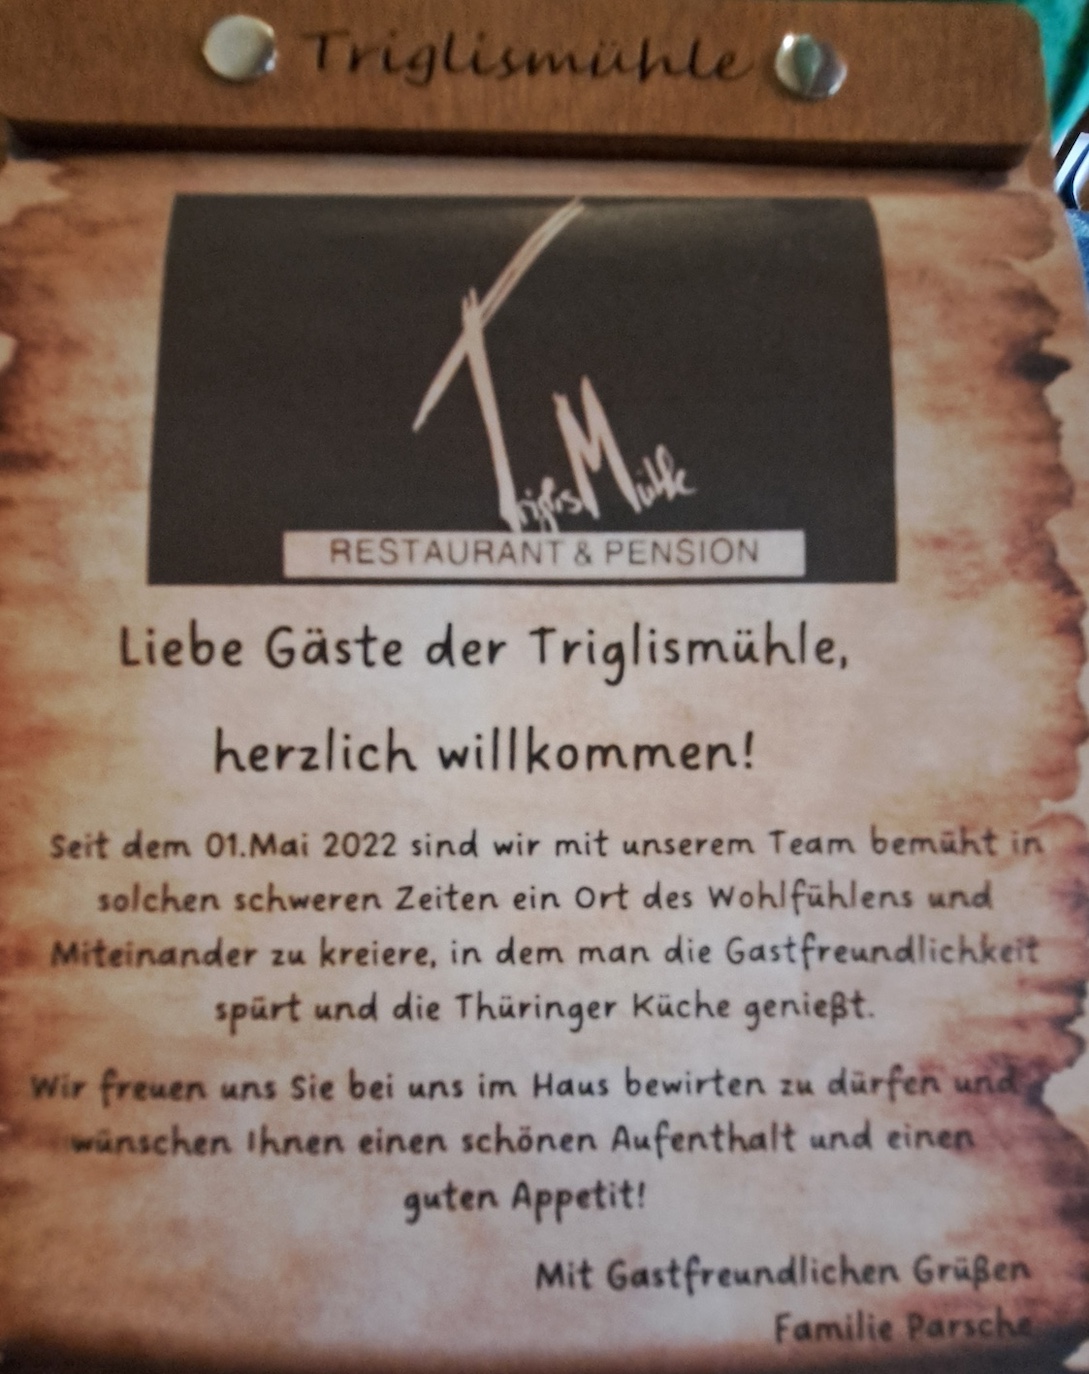 Triglismühle
TriglisMühle
RESTAURANT & PENSION
Liebe Gäste der Triglismühle,
herzlich willkommen!
Seit dem 01.Mai 2022 sind wir mit unserem Team bemüht in
solchen schweren Zeiten ein Ort des Wohlfühlens und
Miteinander zu kreiere, in dem man die Gastfreundlichkeit
spürt und die Thüringer Küche genießt.
Wir freuen uns Sie bei uns im Haus bewirten zu dürfen und
wünschen Ihnen einen schönen Aufenthalt und einen
guten Appetit!
Mit Gastfreundlichen Grüßen
Familie Parsche